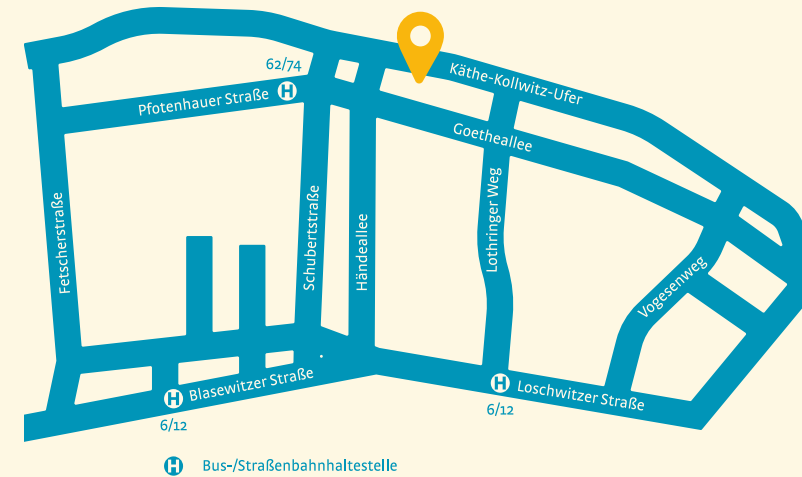 62/74
H
Pfotenhauer Straße
Käthe-Kollwitz-Ufer
Goetheallee
Fetscherstraße
Schubertstraße
Händeallee
Lothringer Weg
Vogesenweg
H
Blasewitzer Straße
6/12
H
Loschwitzer Straße
6/12
H Bus-/Straßenbahnhaltestelle